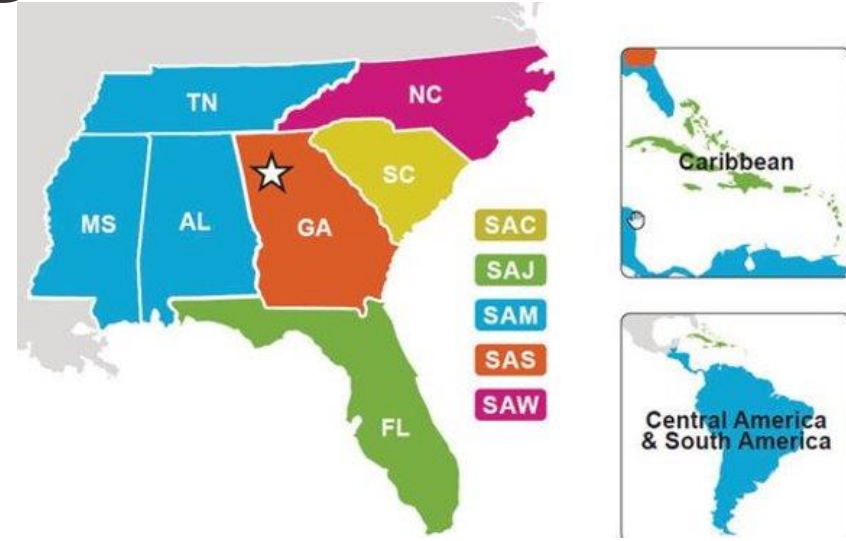 TN
NC
MS
AL
GA
SC
FL
SAC
SAJ
SAM
SAS
SAW
Caribbean
Central America
& South America